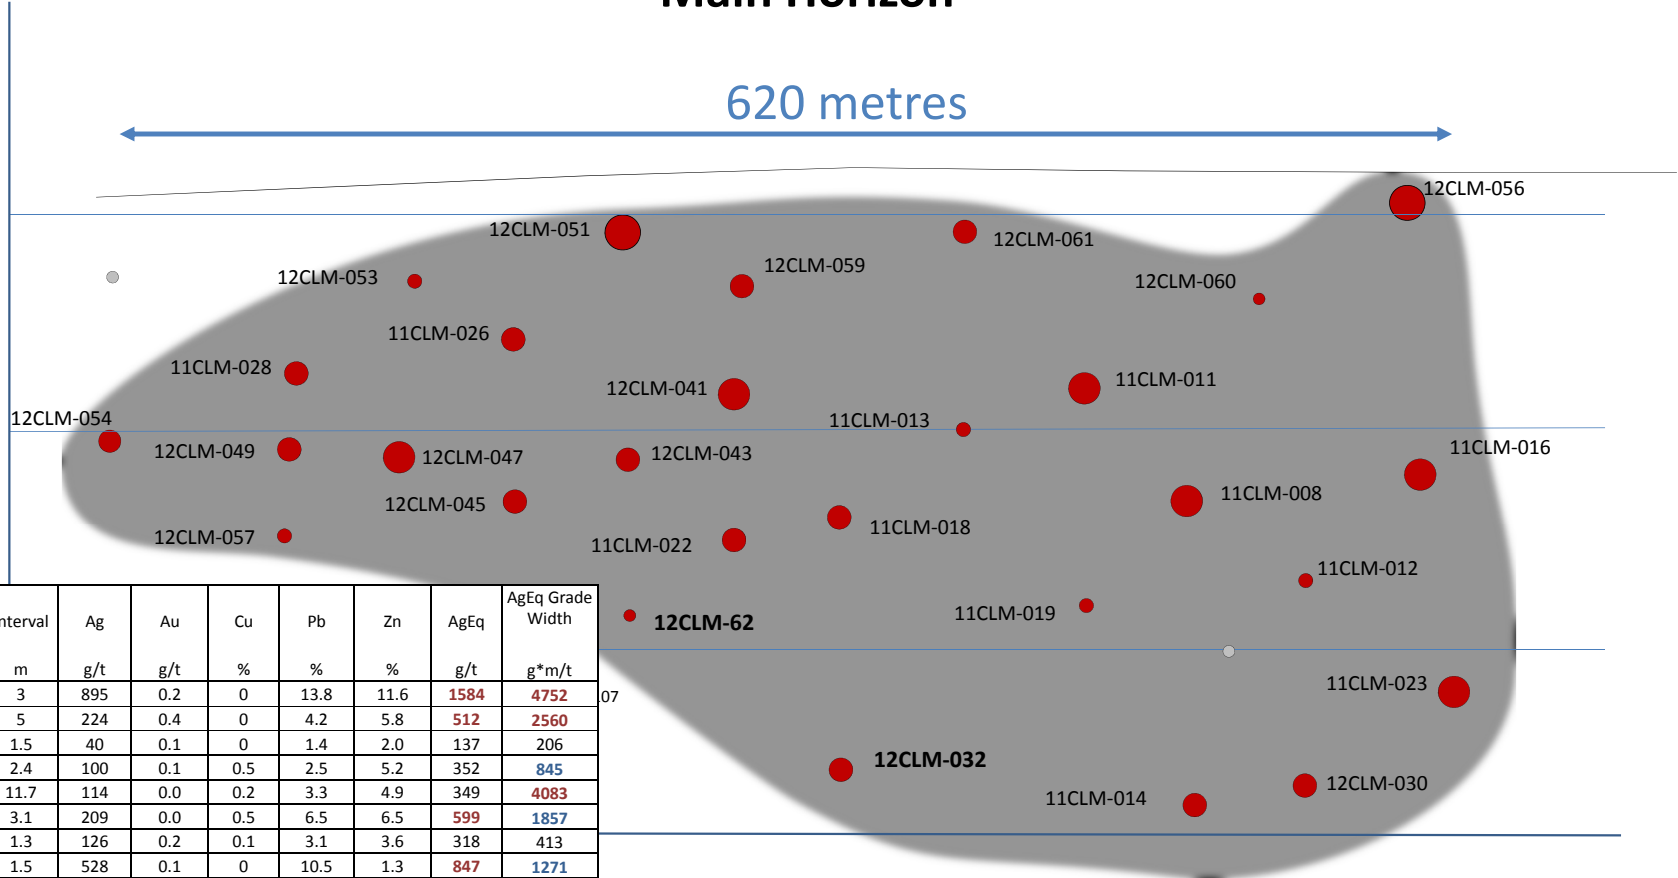 Main Horizon
620 metres
12CLM-056
12CLM-051
12CLM-061
12CLM-059
12CLM-053
12CLM-060
11CLM-026
11CLM-028
12CLM-041
11CLM-011
12CLM-054
11CLM-013
12CLM-049
12CLM-047
12CLM-043
11CLM-016
12CLM-045
11CLM-008
12CLM-057
11CLM-022
11CLM-018
11CLM-012
11CLM-019
12CLM-62
11CLM-023
12CLM-032
11CLM-014
12CLM-030
.07
nterval Ag Au Cu Pb Zn AgEq AgEq Grade Width
m g/t g/t % % % g/t g*m/t
3 895 0.2 0 13.8 11.6 1584 4752
5 224 0.4 0 4.2 5.8 512 2560
1.5 40 0.1 0 1.4 2.0 137 206
2.4 100 0.1 0.5 2.5 5.2 352 845
11.7 114 0.0 0.2 3.3 4.9 349 4083
3.1 209 0.0 0.5 6.5 6.5 599 1857
1.3 126 0.2 0.1 3.1 3.6 318 413
1.5 528 0.1 0 10.5 1.3 847 1271